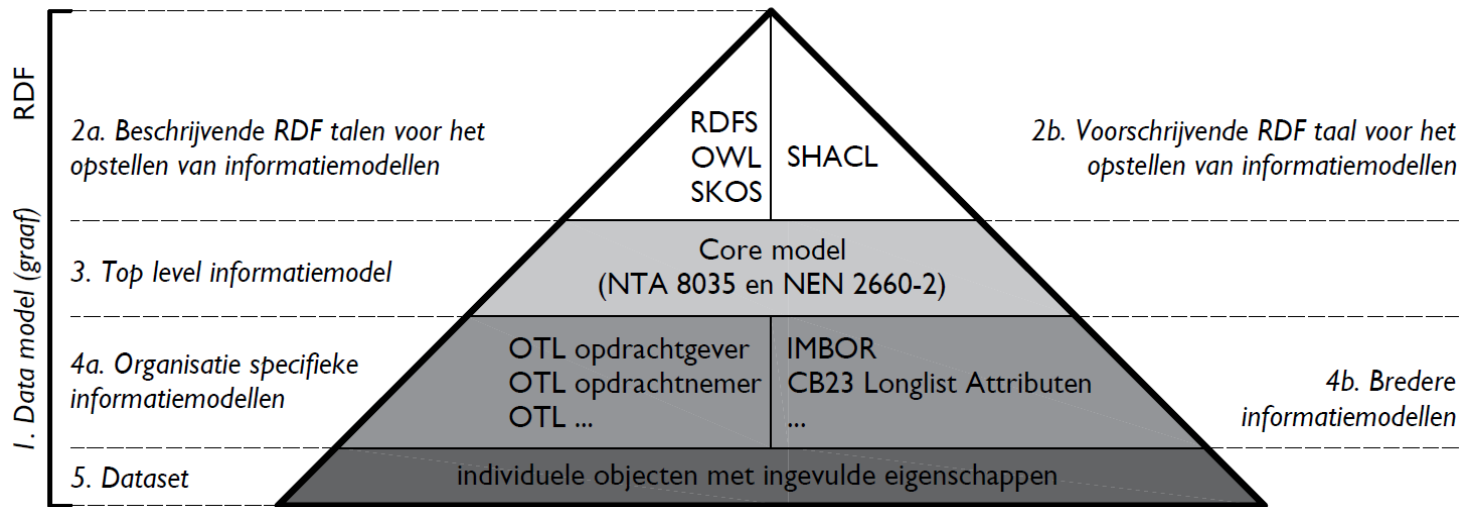 RDF
1. Data model (graaf)
2a. Beschrijvende RDF talen voor het
opstellen van informatiemodellen
RDFS
OWL
SKOS
SHACL
2b. Voorschrijvende RDF taal voor het
opstellen van informatiemodellen
3. Top level informatiemodel
Core model
(NTA 8035 en NEN 2660-2)
4a. Organisatie specifieke
informatiemodellen
OTL opdrachtgever
OTL opdrachtnemer
OTL ...
IMBOR
CB23 Longlist Attributen
...
4b. Bredere
informatiemodellen
5. Dataset
individuele objecten met ingevulde eigenschappen